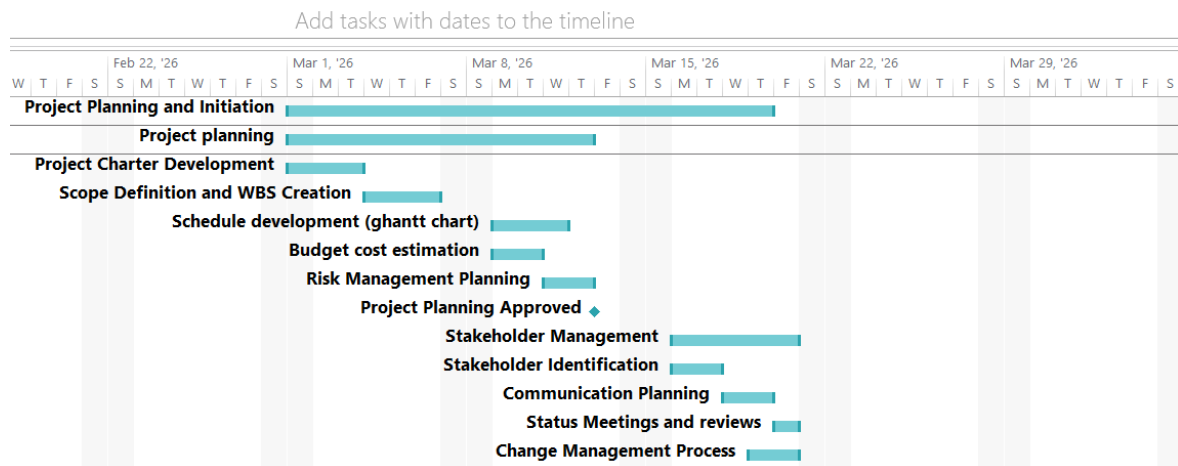 Add tasks with dates to the timeline
Feb 22, '26 Mar 1, '26 Mar 8, '26 Mar 15, '26 Mar 22, '26 Mar 29, '26
W T F S S M T W T F S S M T W T F S S M T W T F S S M T W T F S S M T W T F S S M T W T F S
Project Planning and Initiation
Project planning
Project Charter Development
Scope Definition and WBS Creation
Schedule development (ghantt chart)
Budget cost estimation
Risk Management Planning
Project Planning Approved
Stakeholder Management
Stakeholder Identification
Communication Planning
Status Meetings and reviews
Change Management Process